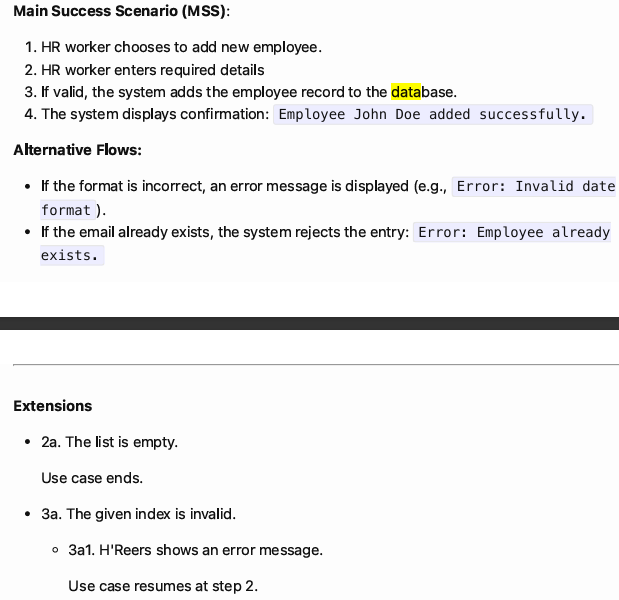 Main Success Scenario (MSS):
1. HR worker chooses to add new employee.
2. HR worker enters required details
3. If valid, the system adds the employee record to the database.
4. The system displays confirmation: Employee John Doe added successfully.
Alternative Flows:
• If the format is incorrect, an error message is displayed (e.g., Error: Invalid date
format ).
• If the email already exists, the system rejects the entry: Error: Employee already
exists.
Extensions
• 2a. The list is empty.
Use case ends.
• 3a. The given index is invalid.
◦ 3a1. H'Reers shows an error message.
Use case resumes at step 2.